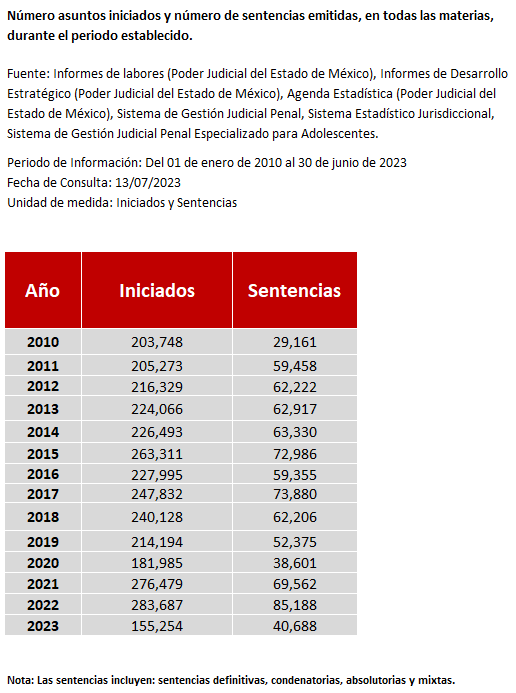 Número asuntos iniciados y número de sentencias emitidas, en todas las materias,
durante el periodo establecido.
Fuente: Informes de labores (Poder Judicial del Estado de México), Informes de Desarrollo
Estratégico (Poder Judicial del Estado de México), Agenda Estadística (Poder Judicial del
Estado de México), Sistema de Gestión Judicial Penal, Sistema Estadístico Jurisdiccional,
Sistema de Gestión Judicial Penal Especializado para Adolescentes.
Periodo de Información: Del 01 de enero de 2010 al 30 de junio de 2023
Fecha de Consulta: 13/07/2023
Unidad de medida: Iniciados y Sentencias
Año Iniciados Sentencias
2010 203,748 29,161
2011 205,273 59,458
2012 216,329 62,222
2013 224,066 62,917
2014 226,493 63,330
2015 263,311 72,986
2016 227,995 59,355
2017 247,832 73,880
2018 240,128 62,206
2019 214,194 52,375
2020 181,985 38,601
2021 276,479 69,562
2022 283,687 85,188
2023 155,254 40,688
Nota: Las sentencias incluyen: sentencias definitivas, condenatorias, absolutorias y mixtas.